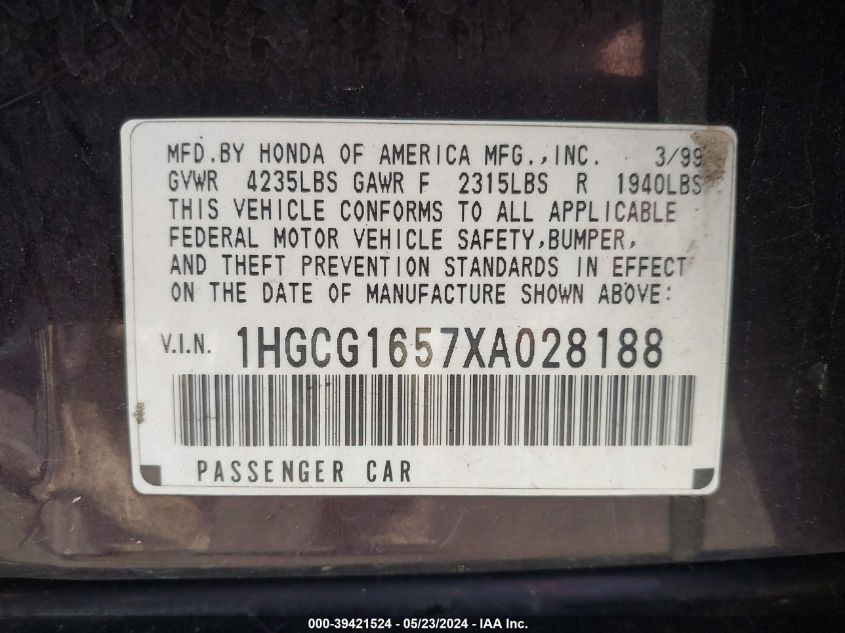 MFD.BY HONDA OF AMERICA MFG.,INC. 3/99
GVWR 4235LBS GAWR F 2315LBS R 1940LBS
THIS VEHICLE CONFORMS TO ALL APPLICABLE
FEDERAL MOTOR VEHICLE SAFETY,BUMPER,
AND THEFT PREVENTION STANDARDS IN EFFECT
ON THE DATE OF MANUFACTURE SHOWN ABOVE:
V.I.N. 1HGCG1657XA028188
PASSENGER CAR
000-39421524 - 05/23/2024 - IAA, Inc.